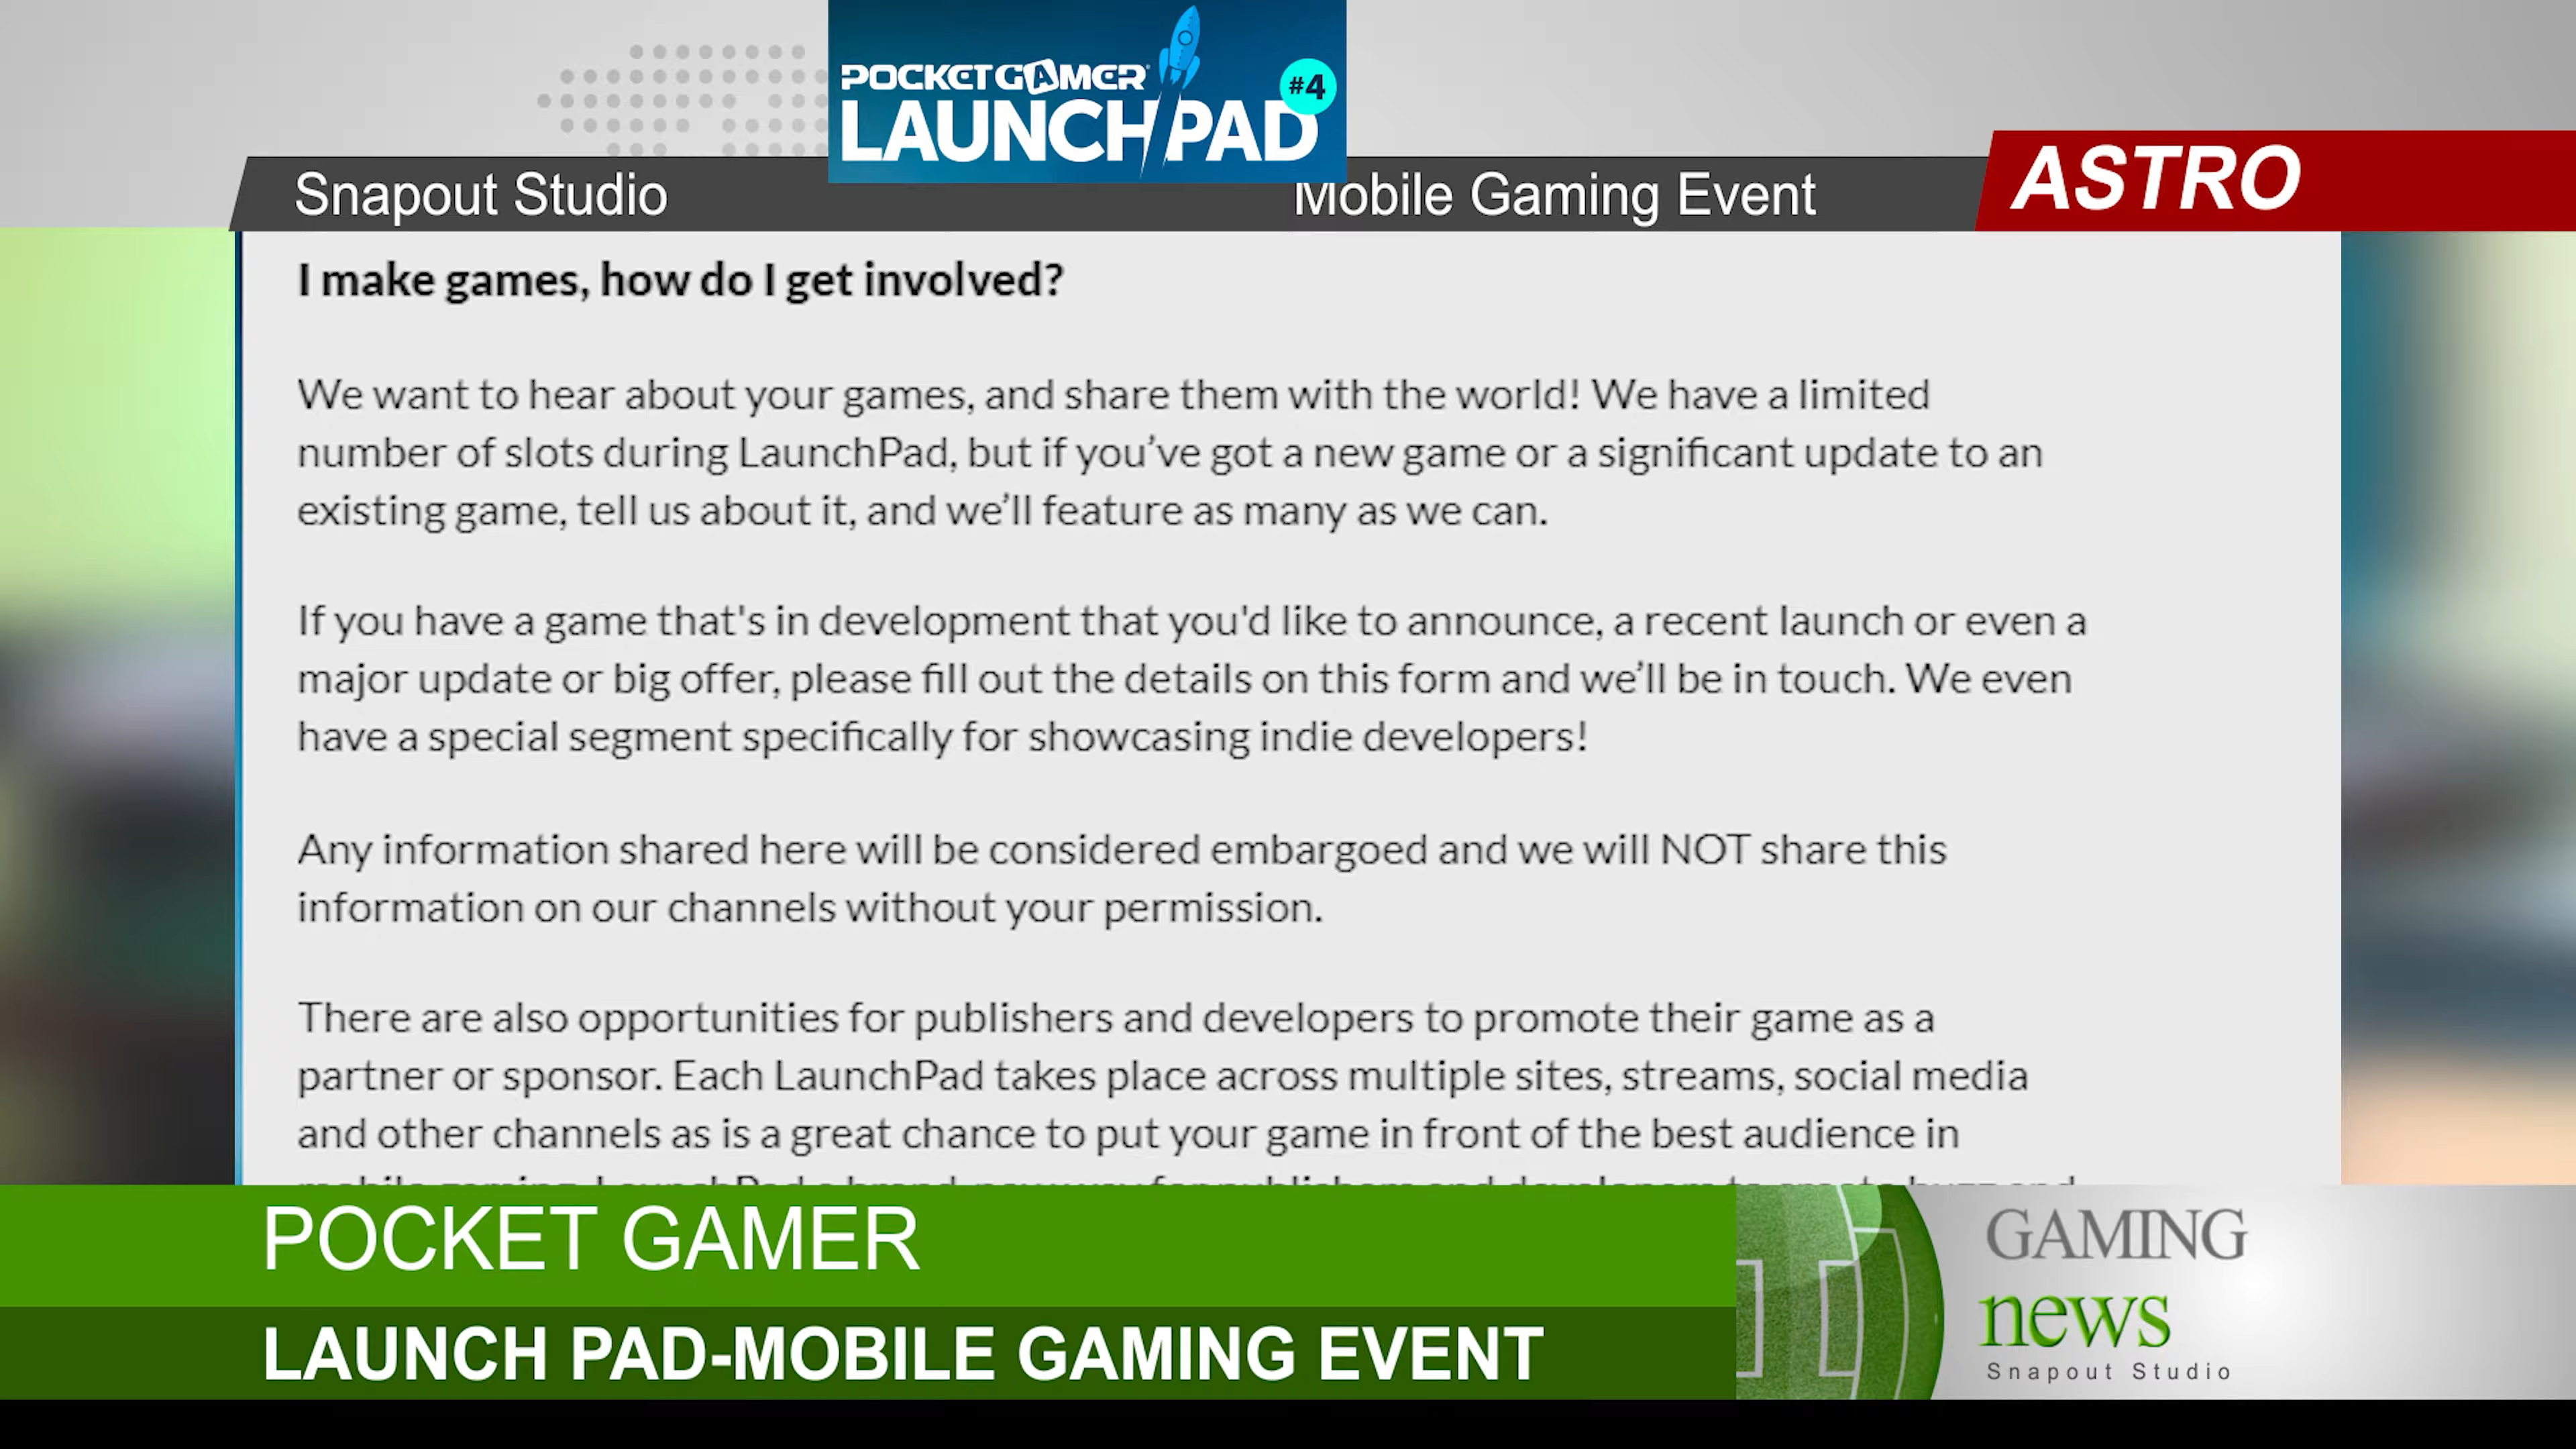 POCKET GAMER
#4
LAUNCH PAD
Snapout Studio
Mobile Gaming Event
ASTRO
I make games, how do I get involved?
We want to hear about your games, and share them with the world! We have a limited
number of slots during LaunchPad, but if you’ve got a new game or a significant update to an
existing game, tell us about it, and we’ll feature as many as we can.
If you have a game that's in development that you'd like to announce, a recent launch or even a
major update or big offer, please fill out the details on this form and we’ll be in touch. We even
have a special segment specifically for showcasing indie developers!
Any information shared here will be considered embargoed and we will NOT share this
information on our channels without your permission.
There are also opportunities for publishers and developers to promote their game as a
partner or sponsor. Each LaunchPad takes place across multiple sites, streams, social media
and other channels as is a great chance to put your game in front of the best audience in
POCKET GAMER
LAUNCH PAD-MOBILE GAMING EVENT
GAMING
news
Snapout Studio